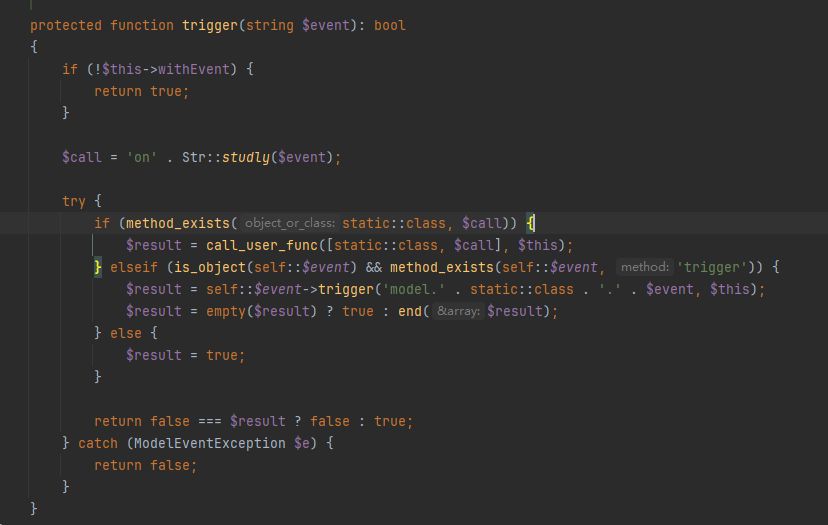 protected function trigger(string $event): bool
{
    if (!$this->withEvent) {
        return true;
    }
    $call = 'on' . Str::studly($event);
    try {
        if (method_exists( object_or_class: static::class, $call)) {
            $result = call_user_func([static::class, $call], $this);
        } elseif (is_object(self::$event) && method_exists(self::$event, method: 'trigger')) {
            $result = self::$event->trigger('model.' . static::class . '.' . $event, $this);
            $result = empty($result) ? true : end( &array: $result);
        } else {
            $result = true;
        }
        return false === $result ? false : true;
    } catch (ModelEventException $e) {
        return false;
    }
}